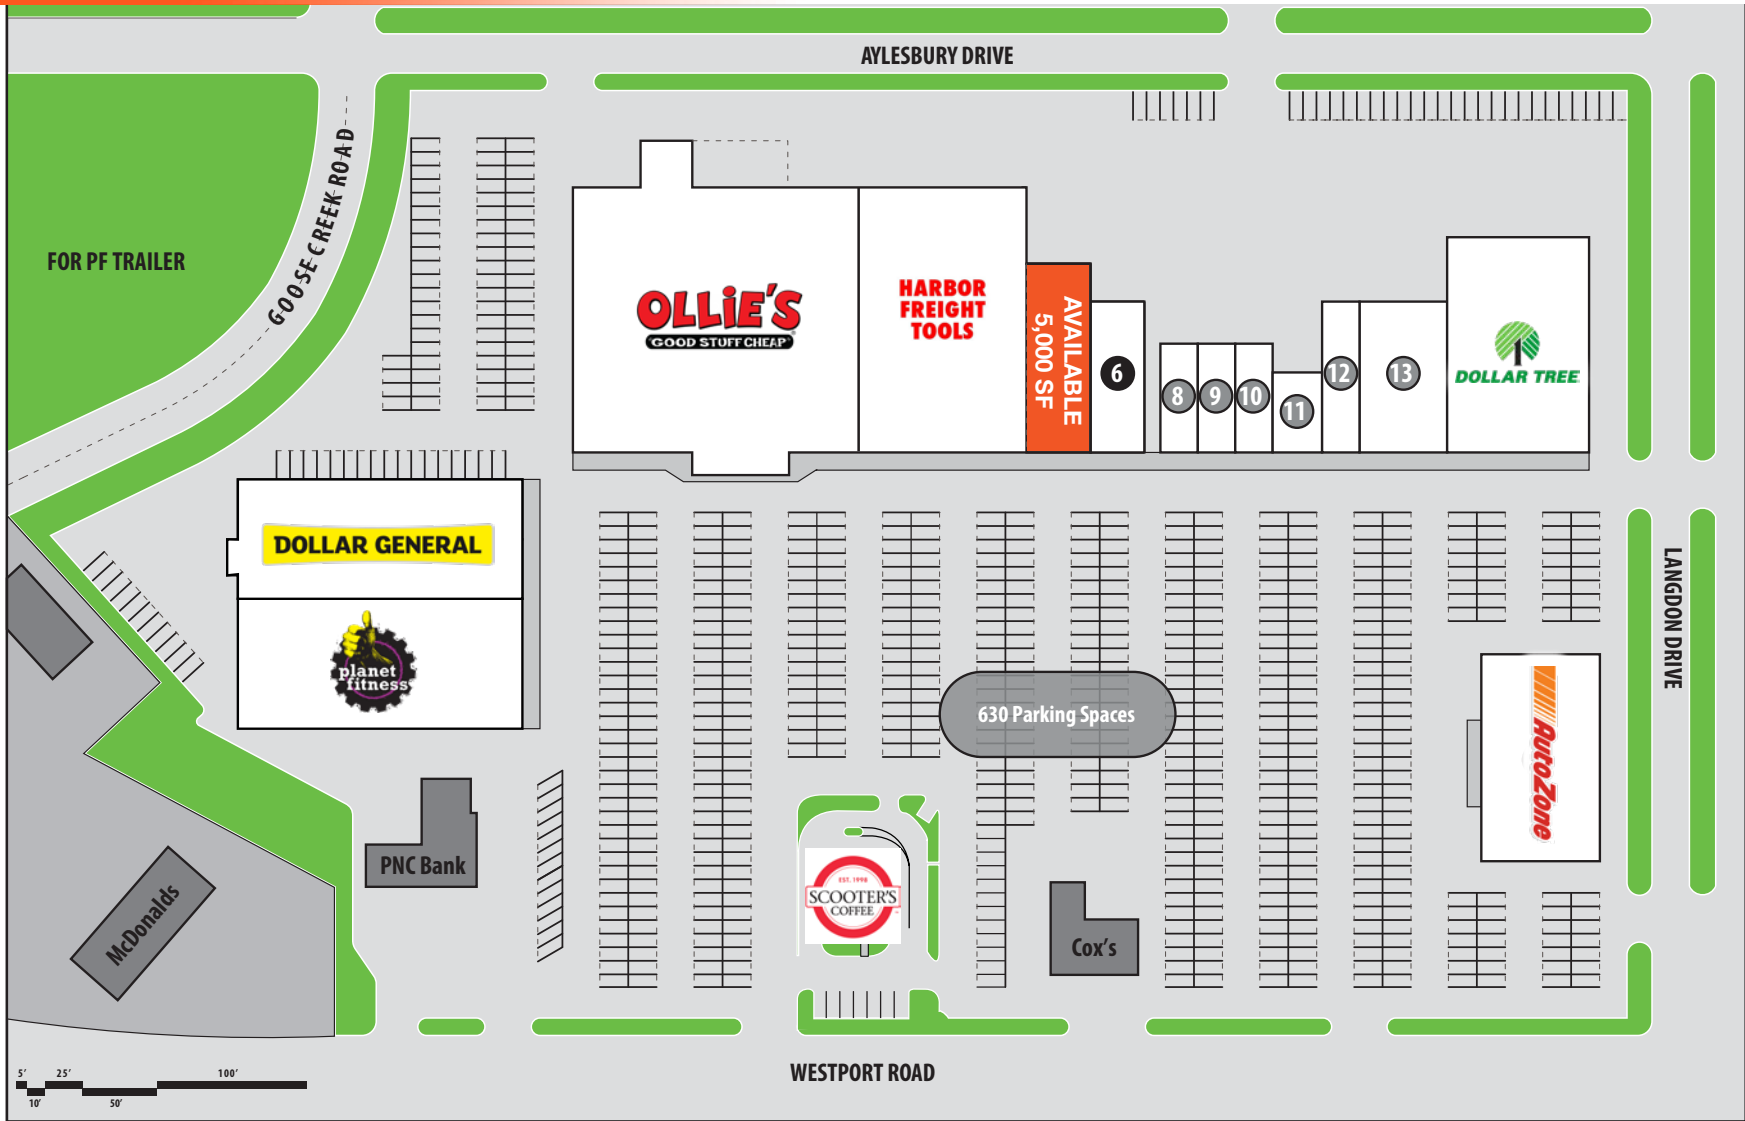 AYLESBURY DRIVE
GOOSE CREEK ROAD
FOR PF TRAILER
OLLIE'S
GOOD STUFF CHEAP
HARBOR
FREIGHT
TOOLS
AVAILABLE
5,000 SF
6
8
9
10
11
12
13
DOLLAR TREE
DOLLAR GENERAL
planet
fitness
LANGDON DRIVE
630 Parking Spaces
AutoZone
PNC Bank
McDonalds
EST. 1998
SCOOTER'S
COFFEE
Cox's
WESTPORT ROAD
5' 25' 100'
10' 50'